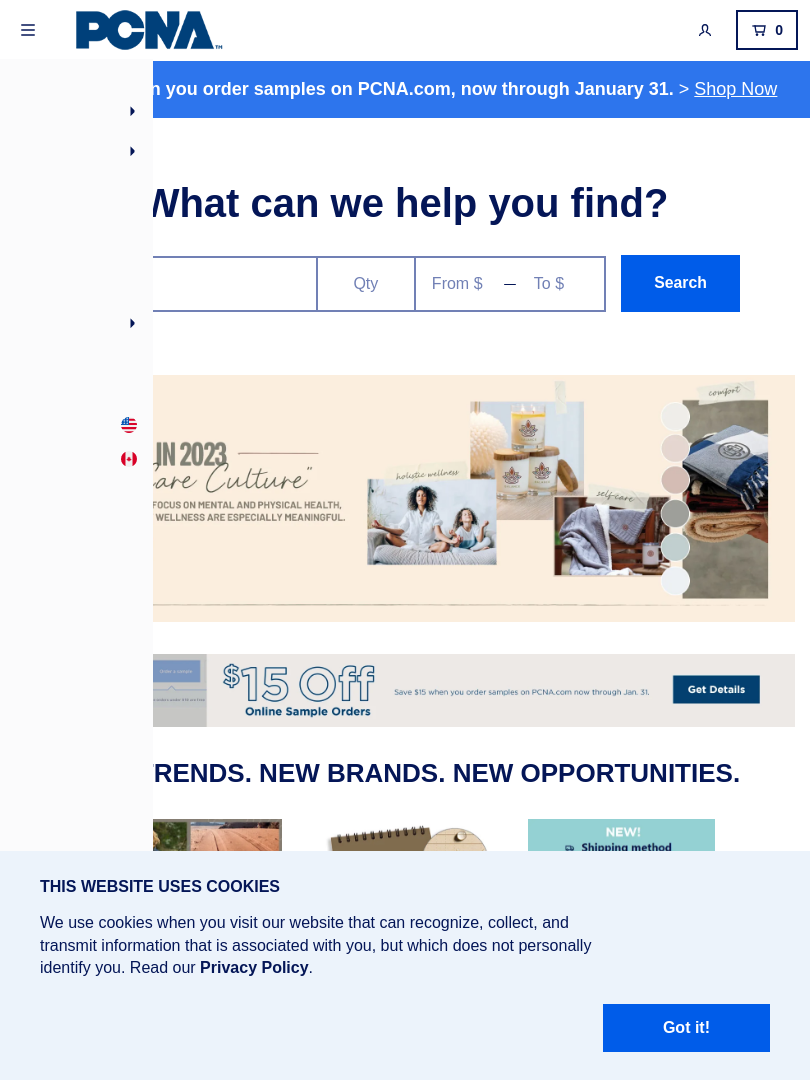 PCNA™
0
n you order samples on PCNA.com, now through January 31. > Shop Now
What can we help you find?
Qty
From $ — To $
Search
comfort
IN 2023
care Culture"
holistic wellness
self-care
FOCUS ON MENTAL AND PHYSICAL HEALTH,
WELLNESS ARE ESPECIALLY MEANINGFUL.
$15 Off
Online Sample Orders
Save $15 when you order samples on PCNA.com now through Jan. 31.
Get Details
TRENDS. NEW BRANDS. NEW OPPORTUNITIES.
NEW!
Shipping method
THIS WEBSITE USES COOKIES
We use cookies when you visit our website that can recognize, collect, and
transmit information that is associated with you, but which does not personally
identify you. Read our Privacy Policy.
Got it!